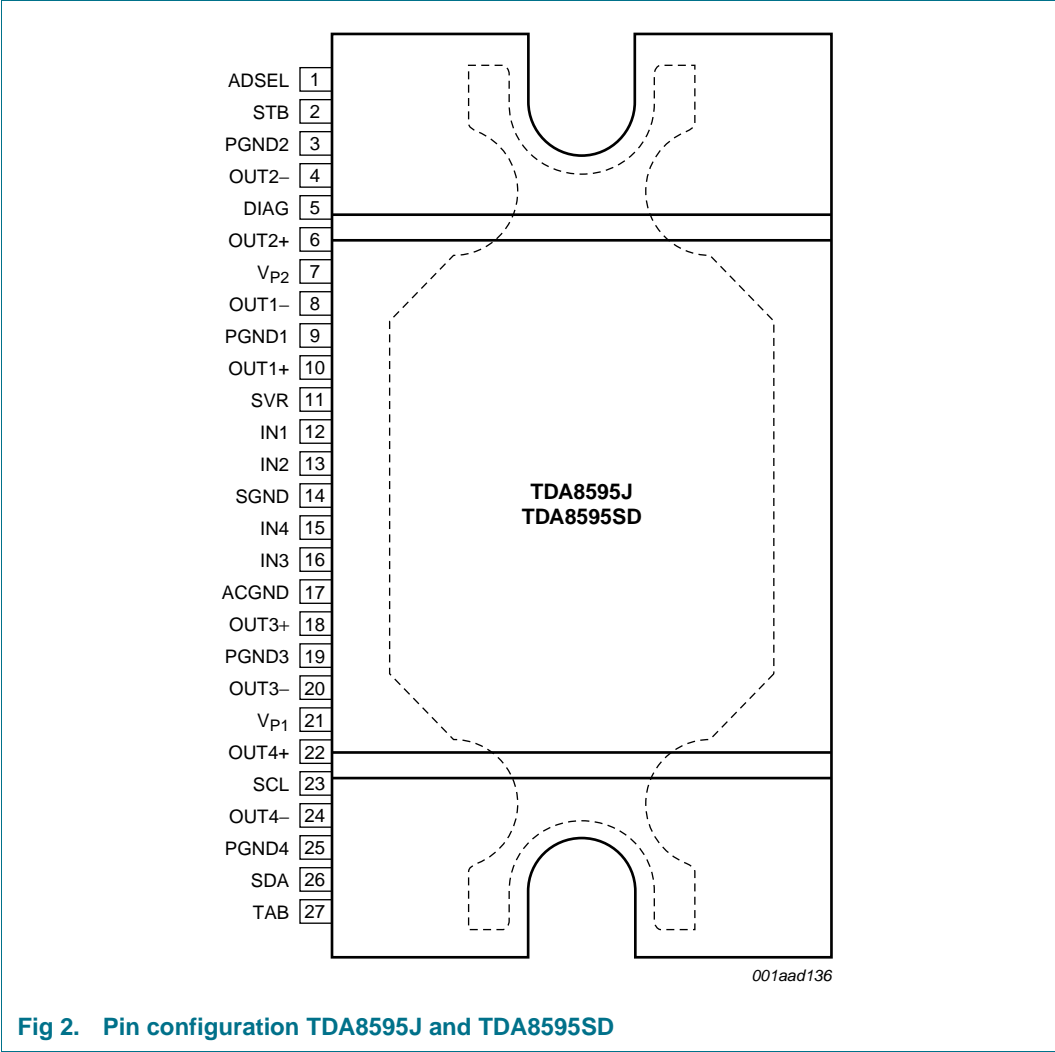 ADSEL 1
STB 2
PGND2 3
OUT2− 4
DIAG 5
OUT2+ 6
VP2 7
OUT1− 8
PGND1 9
OUT1+ 10
SVR 11
IN1 12
IN2 13
SGND 14
IN4 15
IN3 16
ACGND 17
OUT3+ 18
PGND3 19
OUT3− 20
VP1 21
OUT4+ 22
SCL 23
OUT4− 24
PGND4 25
SDA 26
TAB 27
TDA8595J
TDA8595SD
001aad136
Fig 2. Pin configuration TDA8595J and TDA8595SD